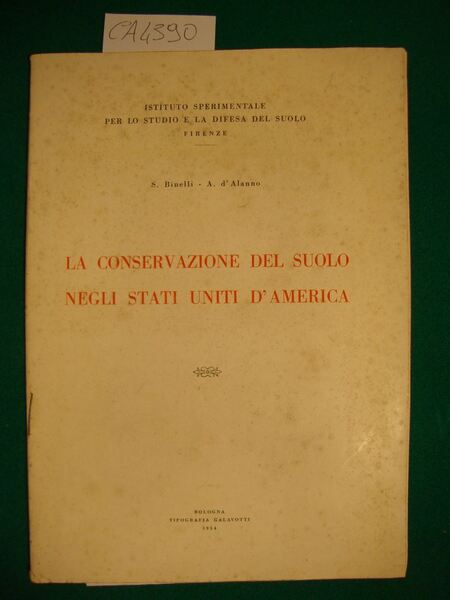 CA4390
ISTITUTO SPERIMENTALE
PER LO STUDIO E LA DIFESA DEL SUOLO
FIRENZE
S. Binelli - A. d'Alanno
LA CONSERVAZIONE DEL SUOLO
NEGLI STATI UNITI D'AMERICA
BOLOGNA
TIPOGRAFIA GALAVOTTI
1954